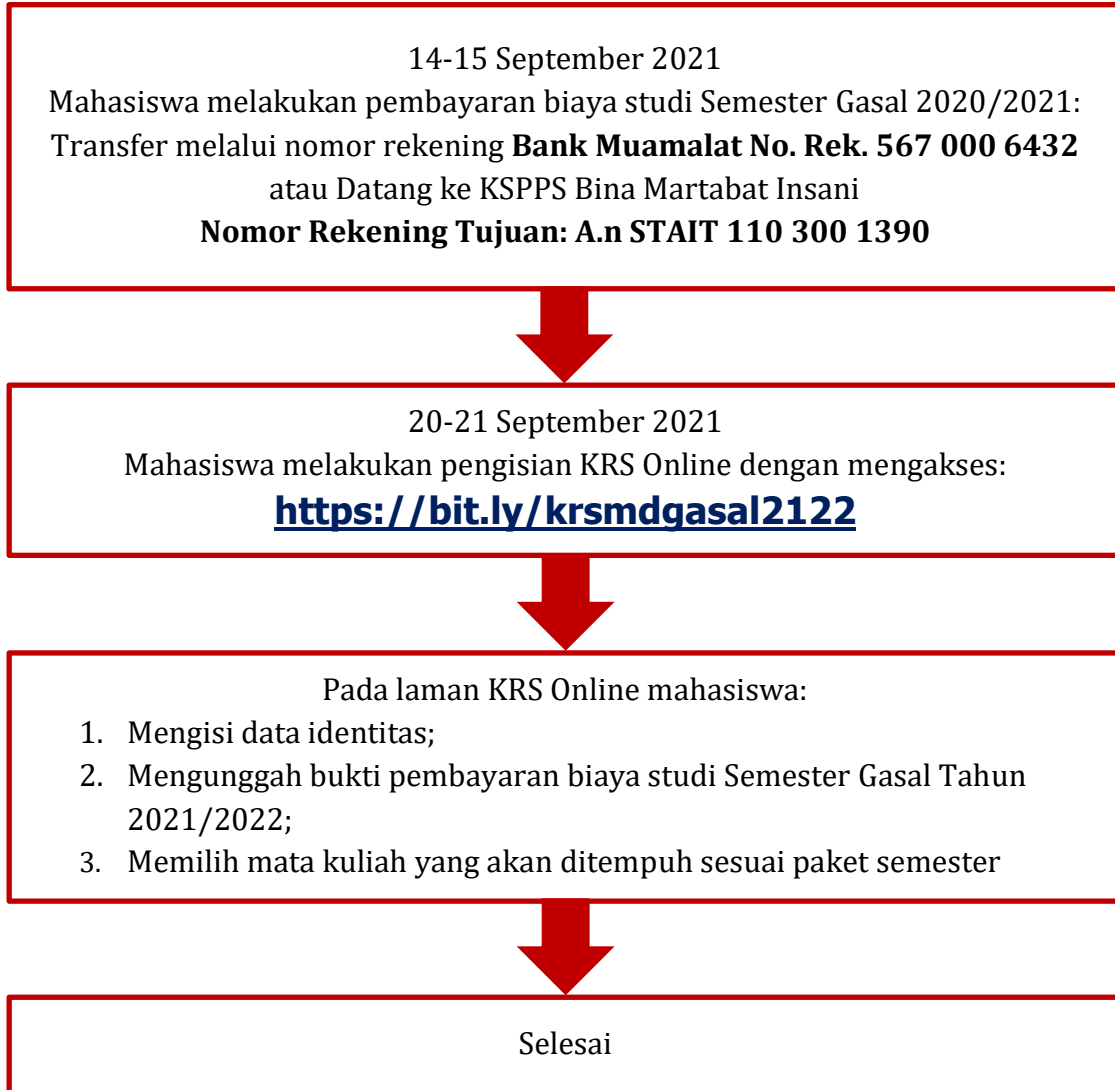 14-15 September 2021
Mahasiswa melakukan pembayaran biaya studi Semester Gasal 2020/2021:
Transfer melalui nomor rekening Bank Muamalat No. Rek. 567 000 6432
atau Datang ke KSPPS Bina Martabat Insani
Nomor Rekening Tujuan: A.n STAIT 110 300 1390
20-21 September 2021
Mahasiswa melakukan pengisian KRS Online dengan mengakses:
https://bit.ly/krsmdgasal2122
Pada laman KRS Online mahasiswa:
1. Mengisi data identitas;
2. Mengunggah bukti pembayaran biaya studi Semester Gasal Tahun
2021/2022;
3. Memilih mata kuliah yang akan ditempuh sesuai paket semester
Selesai